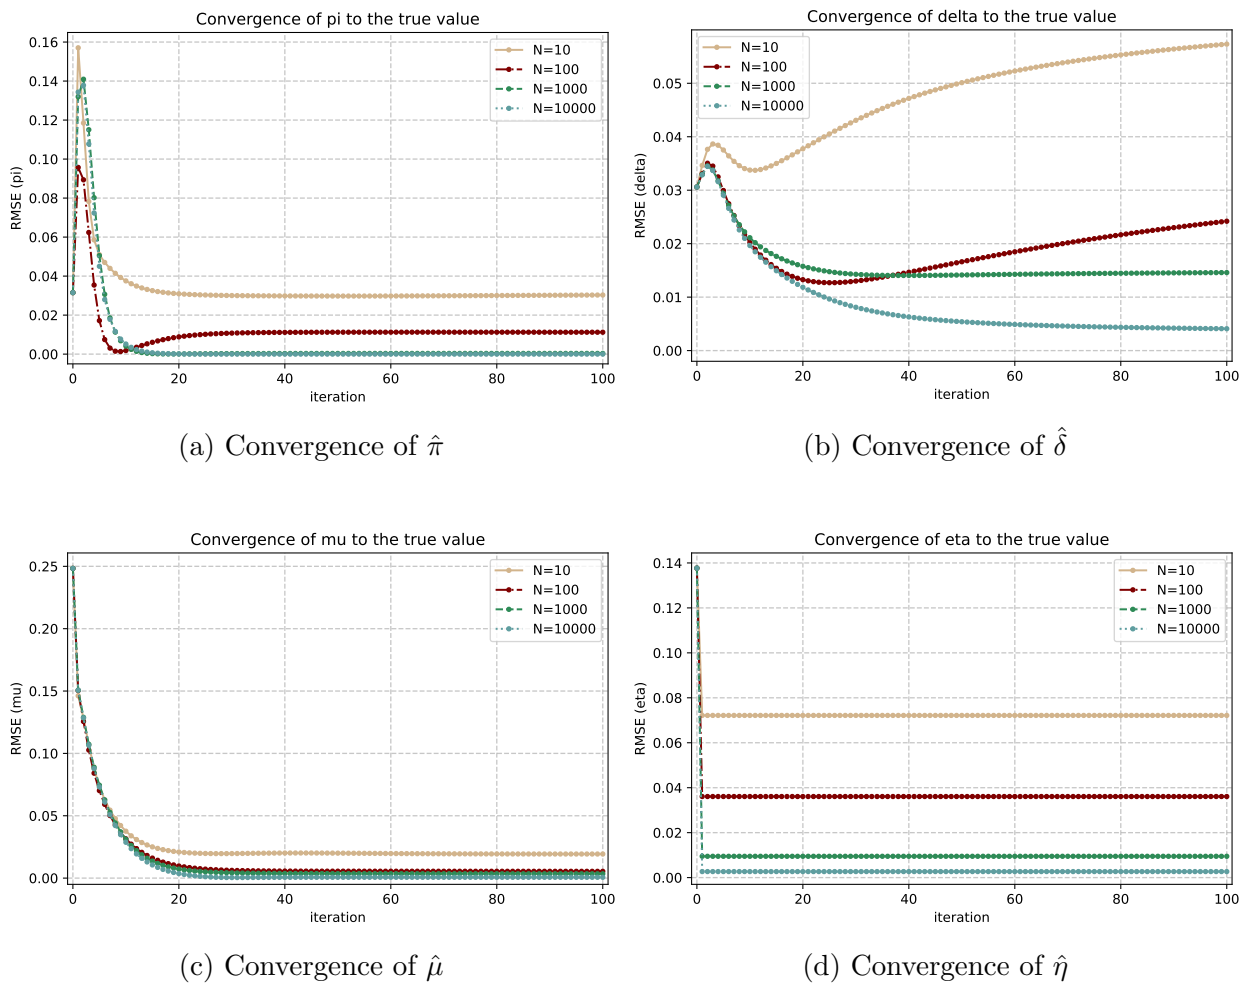 Convergence of pi to the true value
RMSE (pi)
0.16
0.14
0.12
0.10
0.08
0.06
0.04
0.02
0.00
N=10
N=100
N=1000
N=10000
0 20 40 60 80 100
iteration
(a) Convergence of π̂
Convergence of delta to the true value
RMSE (delta)
0.05
0.04
0.03
0.02
0.01
0.00
N=10
N=100
N=1000
N=10000
0 20 40 60 80 100
iteration
(b) Convergence of δ̂
Convergence of mu to the true value
RMSE (mu)
0.25
0.20
0.15
0.10
0.05
0.00
N=10
N=100
N=1000
N=10000
0 20 40 60 80 100
iteration
(c) Convergence of μ̂
Convergence of eta to the true value
RMSE (eta)
0.14
0.12
0.10
0.08
0.06
0.04
0.02
0.00
N=10
N=100
N=1000
N=10000
0 20 40 60 80 100
iteration
(d) Convergence of η̂